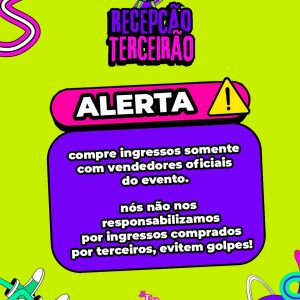 RECEPÇÃO
TERCEIRÃO
ALERTA
compre ingressos somente
com vendedores oficiais
do evento.
nós não nos
responsabilizamos
por ingressos comprados
por terceiros, evitem golpes!